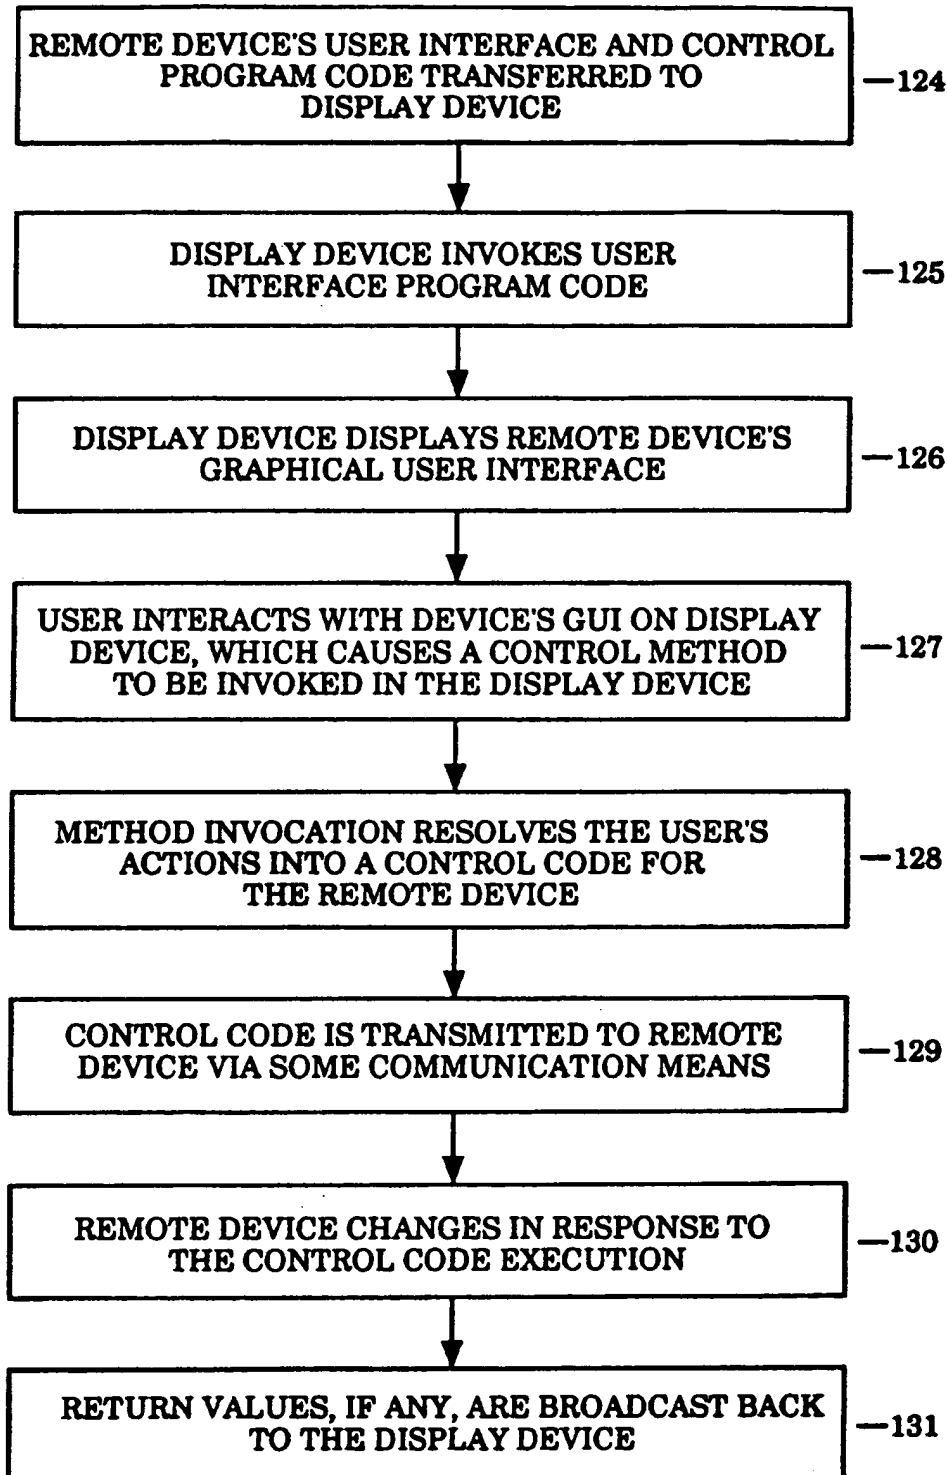 REMOTE DEVICE'S USER INTERFACE AND CONTROL
PROGRAM CODE TRANSFERRED TO
DISPLAY DEVICE
124
DISPLAY DEVICE INVOKES USER
INTERFACE PROGRAM CODE
125
DISPLAY DEVICE DISPLAYS REMOTE DEVICE'S
GRAPHICAL USER INTERFACE
126
USER INTERACTS WITH DEVICE'S GUI ON DISPLAY
DEVICE, WHICH CAUSES A CONTROL METHOD
TO BE INVOKED IN THE DISPLAY DEVICE
127
METHOD INVOCATION RESOLVES THE USER'S
ACTIONS INTO A CONTROL CODE FOR
THE REMOTE DEVICE
128
CONTROL CODE IS TRANSMITTED TO REMOTE
DEVICE VIA SOME COMMUNICATION MEANS
129
REMOTE DEVICE CHANGES IN RESPONSE TO
THE CONTROL CODE EXECUTION
130
RETURN VALUES, IF ANY, ARE BROADCAST BACK
TO THE DISPLAY DEVICE
131